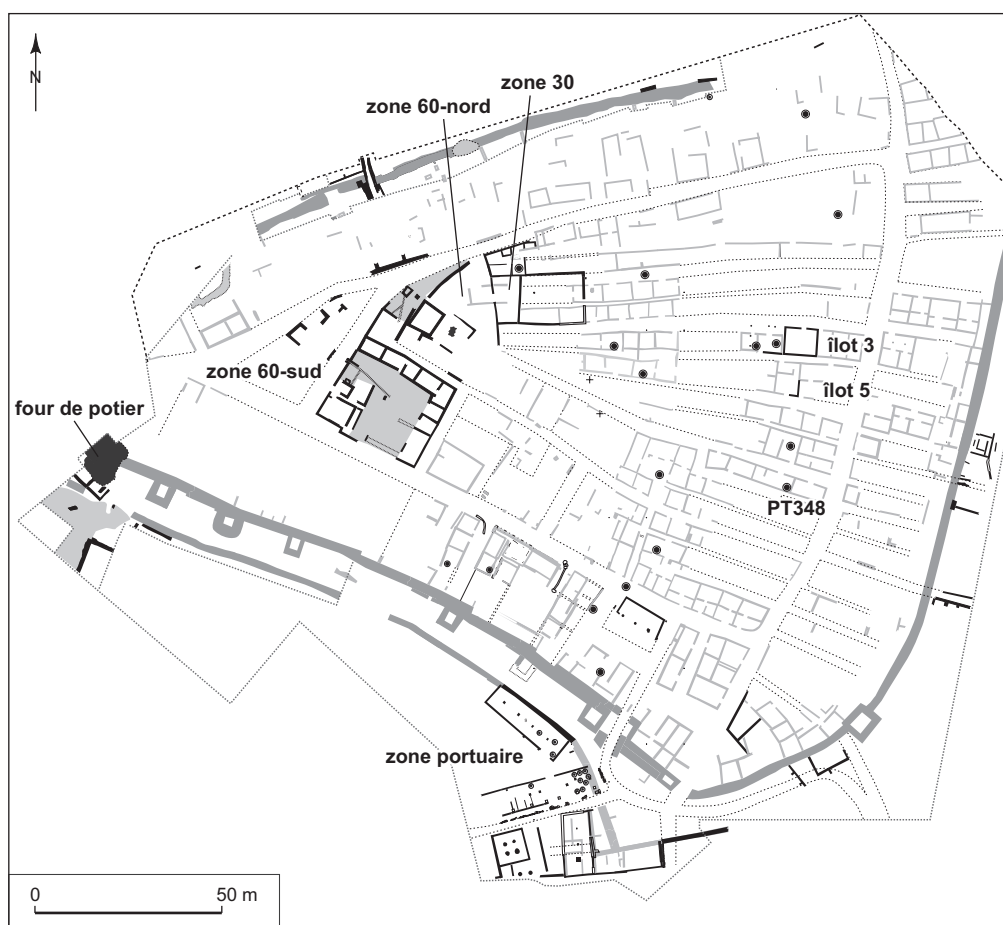 N
zone 30
zone 60-nord
îlot 3
zone 60-sud
îlot 5
four de potier
PT348
zone portuaire
0 50 m